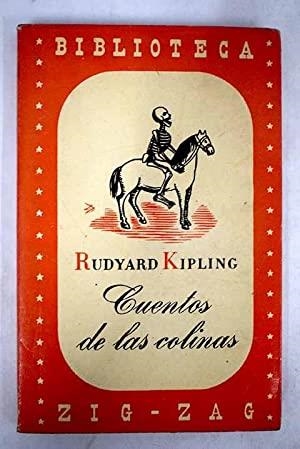 BIBLIOTECA
RUDYARD KIPLING
Cuentos
de las colinas
ZIG-ZAG